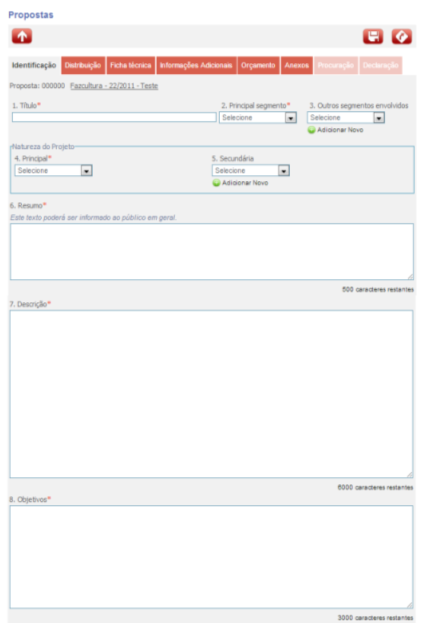 Propostas
Identificação Distribuição Ficha técnica Informações Adicionais Orçamento Anexos Procuração Declaração
Proposta: 000000 Fazcultura - 22/2011 - Teste
1. Título* 2. Principal segmento* 3. Outros segmentos envolvidos
Selecione Selecione
Adicionar Novo
Natureza do Projeto
4. Principal* 5. Secundária
Selecione Selecione
Adicionar Novo
6. Resumo*
Este texto poderá ser informado ao público em geral.
500 caracteres restantes
7. Descrição*
6000 caracteres restantes
8. Objetivos*
3000 caracteres restantes